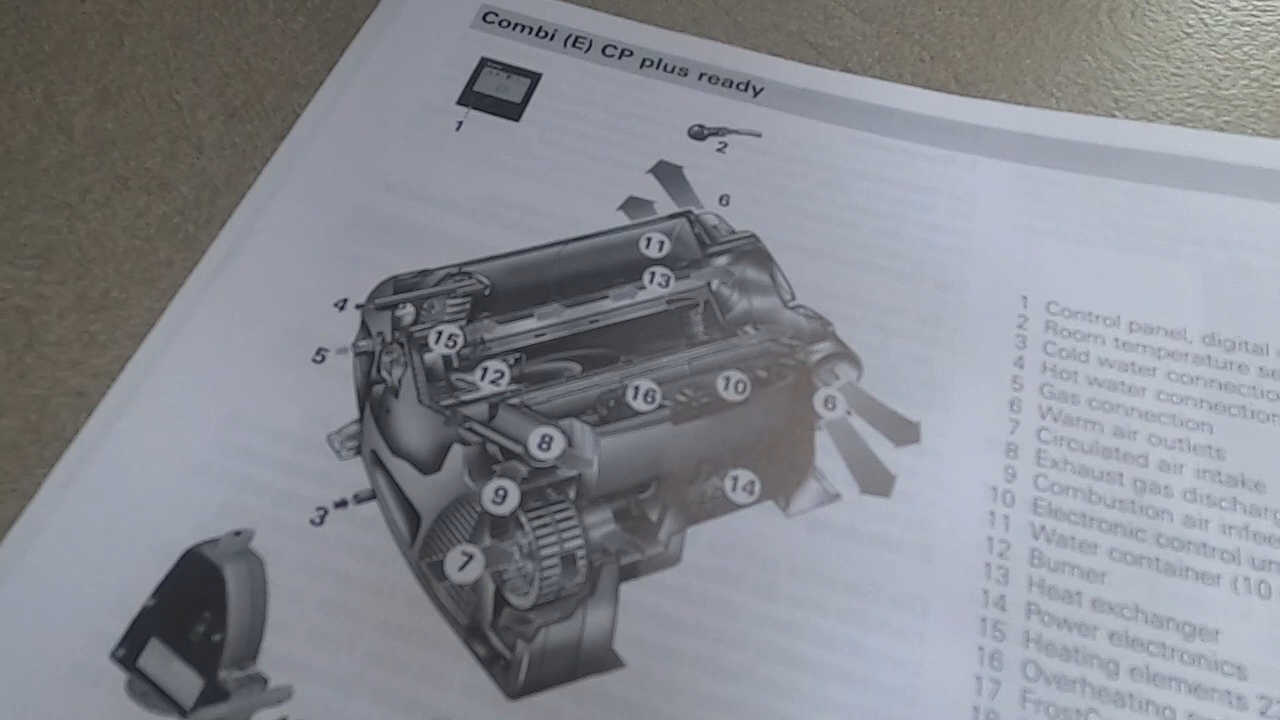 Combi (E) CP plus ready
1
2
6
11
13
4
15
5
12
16
10
6
8
14
9
3
7
1 Control panel, digital
2 Room temperature
3 Cold water connection
4 Hot water connection
5 Gas connection
6 Warm air outlets
7 Circulated air intake
8 Exhaust gas
9 Combustion air
10 Electronic control
11 Water container (10
12 Burner
13 Heat exchanger
14 Power electronics
15 Heating elements
16 Overheating
17